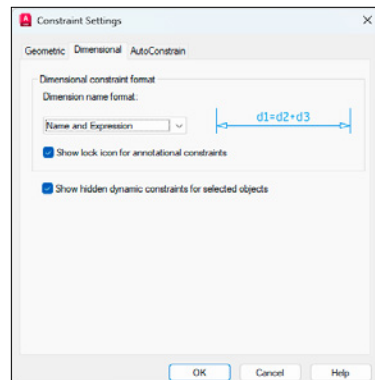 Constraint Settings
Geometric Dimensional AutoConstrain
Dimensional constraint format
Dimension name format:
Name and Expression
d1=d2+d3
Show lock icon for annotational constraints
Show hidden dynamic constraints for selected objects
OK Cancel Help